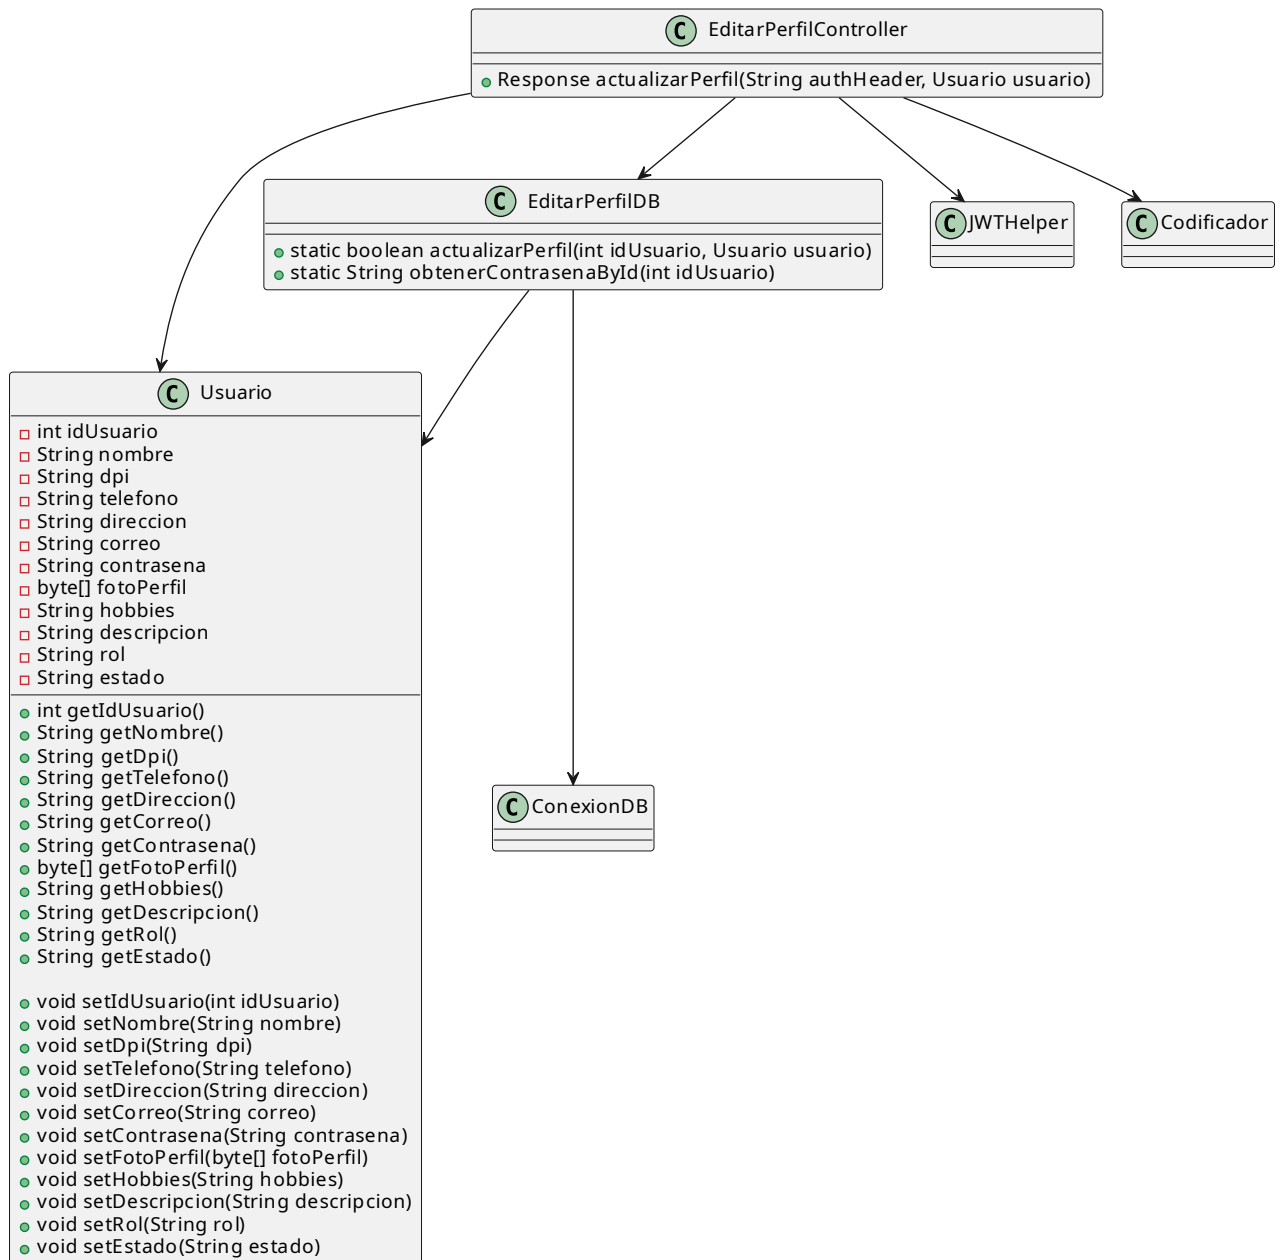 C EditarPerfilController
Response actualizarPerfil(String authHeader, Usuario usuario)
C EditarPerfilDB
static boolean actualizarPerfil(int idUsuario, Usuario usuario)
static String obtenerContrasenaById(int idUsuario)
C JWTHelper
C Codificador
C Usuario
int idUsuario
String nombre
String dpi
String telefono
String direccion
String correo
String contrasena
byte[] fotoPerfil
String hobbies
String descripcion
String rol
String estado
int getIdUsuario()
String getNombre()
String getDpi()
String getTelefono()
String getDireccion()
String getCorreo()
String getContrasena()
byte[] getFotoPerfil()
String getHobbies()
String getDescripcion()
String getRol()
String getEstado()
void setIdUsuario(int idUsuario)
void setNombre(String nombre)
void setDpi(String dpi)
void setTelefono(String telefono)
void setDireccion(String direccion)
void setCorreo(String correo)
void setContrasena(String contrasena)
void setFotoPerfil(byte[] fotoPerfil)
void setHobbies(String hobbies)
void setDescripcion(String descripcion)
void setRol(String rol)
void setEstado(String estado)
C ConexionDB